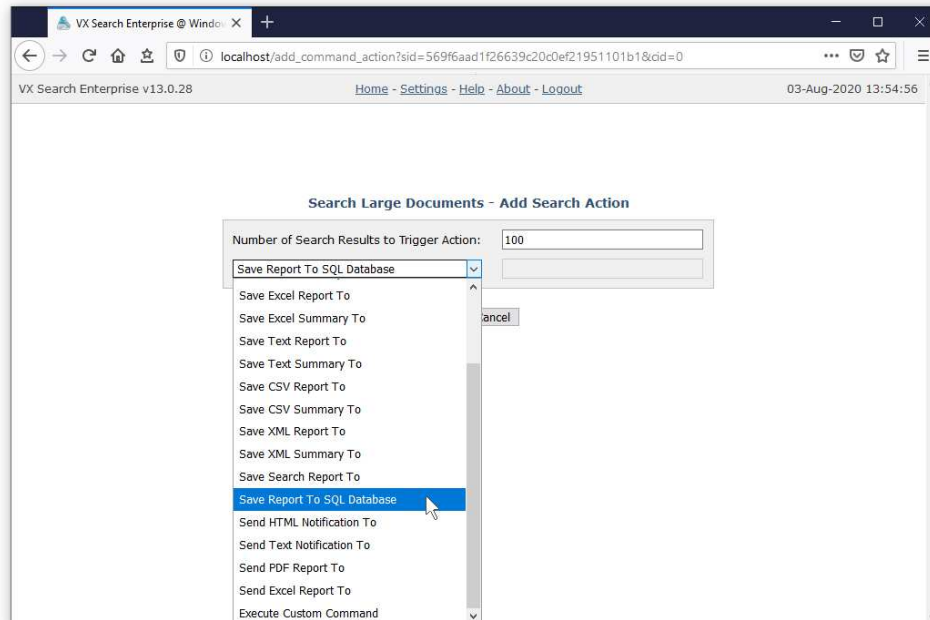 VX Search Enterprise @ Window
localhost/add_command_action?sid=569f6aad1f26639c20c0ef21951101b1&cid=0
VX Search Enterprise v13.0.28 Home - Settings - Help - About - Logout 03-Aug-2020 13:54:56
Search Large Documents - Add Search Action
Number of Search Results to Trigger Action: 100
Save Report To SQL Database
Save Excel Report To
Save Excel Summary To
Cancel
Save Text Report To
Save Text Summary To
Save CSV Report To
Save CSV Summary To
Save XML Report To
Save XML Summary To
Save Search Report To
Save Report To SQL Database
Send HTML Notification To
Send Text Notification To
Send PDF Report To
Send Excel Report To
Execute Custom Command